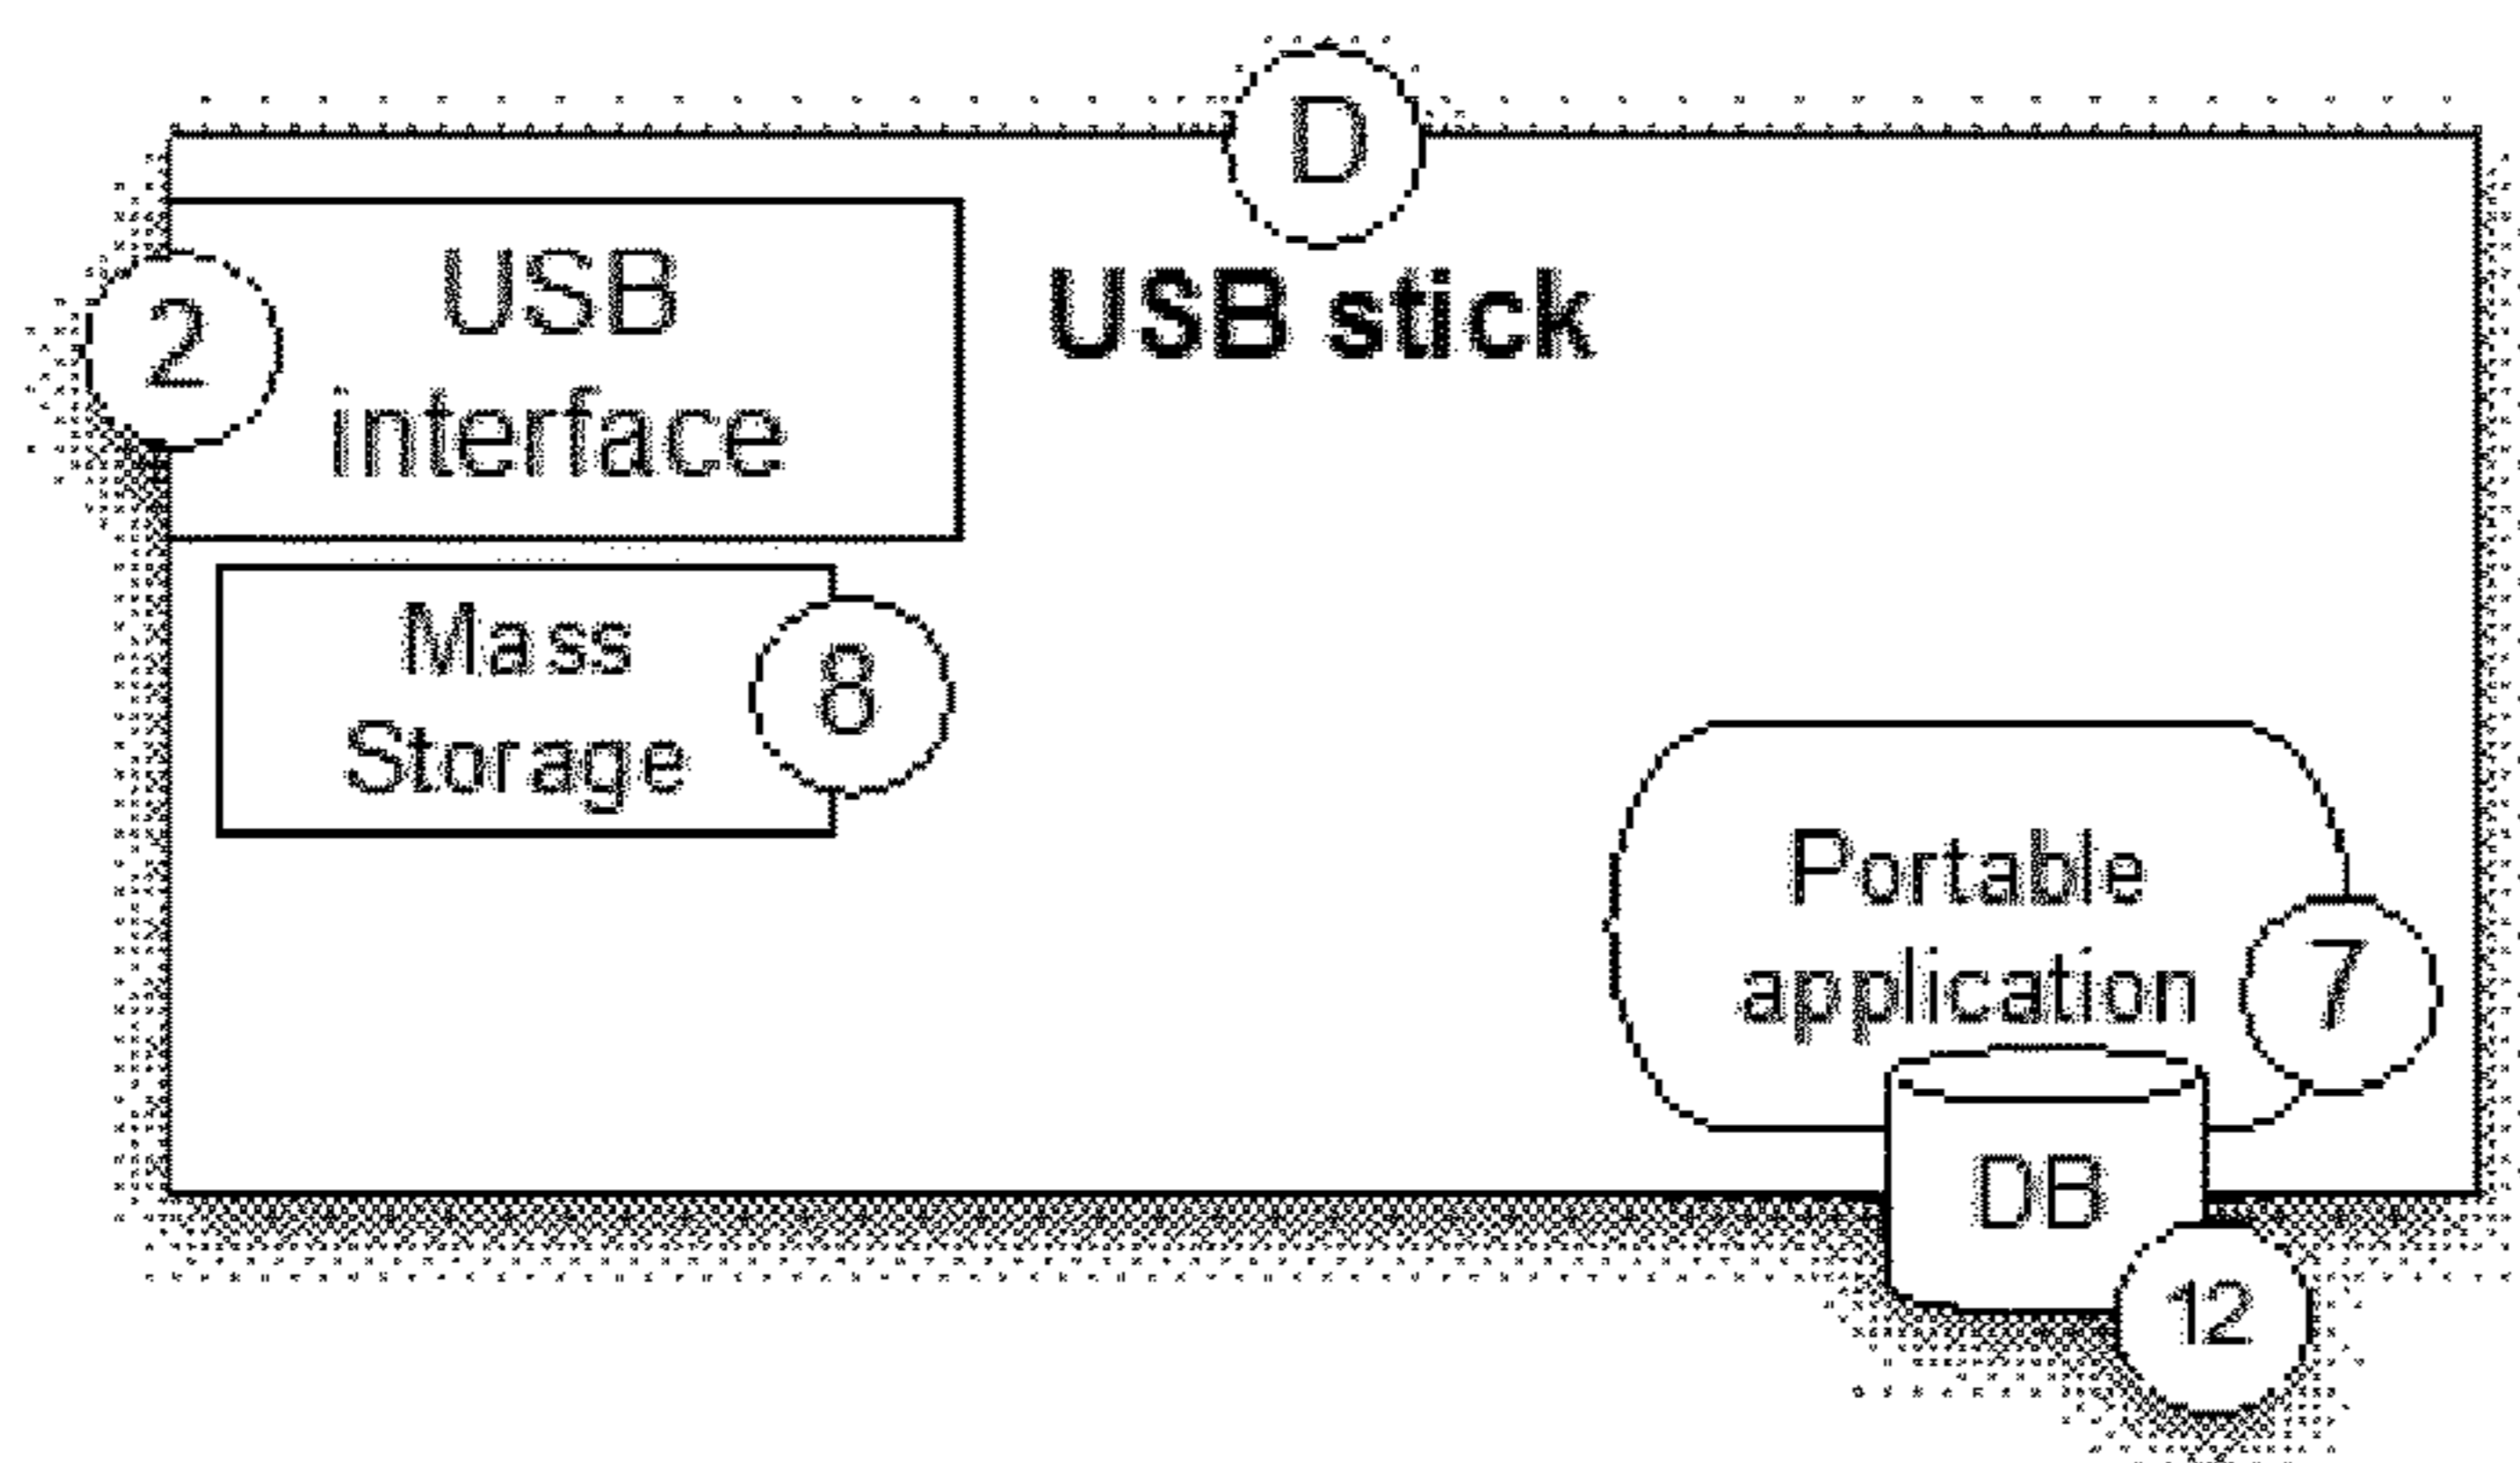 D
USB stick
2
USB
interface
Mass
Storage
8
Portable
application
7
DB
12